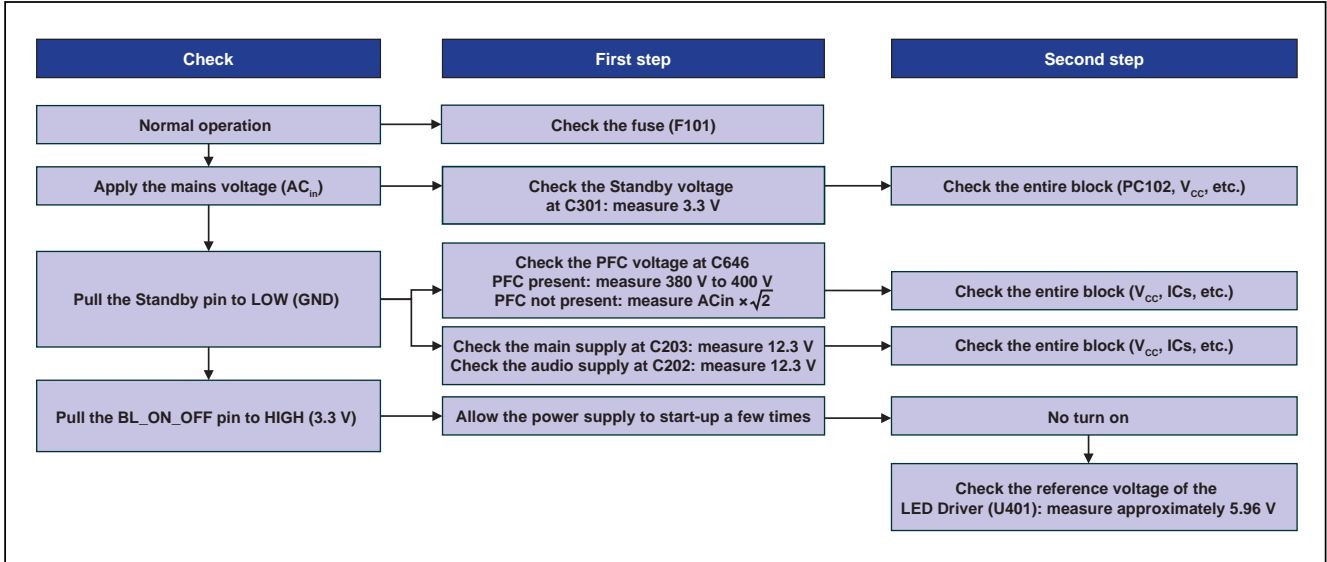 Check
First step
Second step
Normal operation
Check the fuse (F101)
Apply the mains voltage (ACin)
Check the Standby voltage
at C301: measure 3.3 V
Check the entire block (PC102, VCC, etc.)
Pull the Standby pin to LOW (GND)
Check the PFC voltage at C646
PFC present: measure 380 V to 400 V
PFC not present: measure ACin ×√2
Check the entire block (VCC, ICs, etc.)
Check the main supply at C203: measure 12.3 V
Check the audio supply at C202: measure 12.3 V
Check the entire block (VCC, ICs, etc.)
Pull the BL_ON_OFF pin to HIGH (3.3 V)
Allow the power supply to start-up a few times
No turn on
Check the reference voltage of the
LED Driver (U401): measure approximately 5.96 V